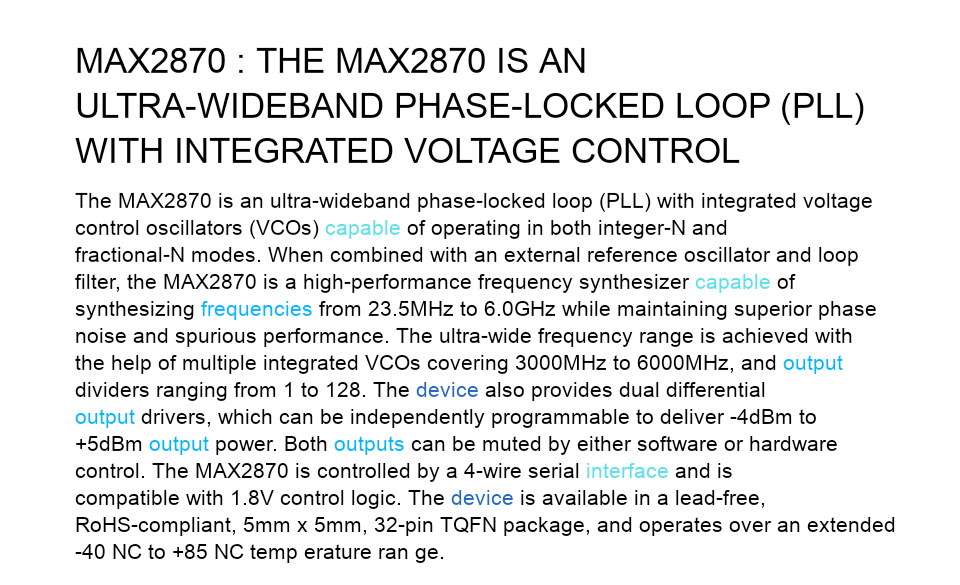 MAX2870 : THE MAX2870 IS AN
ULTRA-WIDEBAND PHASE-LOCKED LOOP (PLL)
WITH INTEGRATED VOLTAGE CONTROL
The MAX2870 is an ultra-wideband phase-locked loop (PLL) with integrated voltage
control oscillators (VCOs) capable of operating in both integer-N and
fractional-N modes. When combined with an external reference oscillator and loop
filter, the MAX2870 is a high-performance frequency synthesizer capable of
synthesizing frequencies from 23.5MHz to 6.0GHz while maintaining superior phase
noise and spurious performance. The ultra-wide frequency range is achieved with
the help of multiple integrated VCOs covering 3000MHz to 6000MHz, and output
dividers ranging from 1 to 128. The device also provides dual differential
output drivers, which can be independently programmable to deliver -4dBm to
+5dBm output power. Both outputs can be muted by either software or hardware
control. The MAX2870 is controlled by a 4-wire serial interface and is
compatible with 1.8V control logic. The device is available in a lead-free,
RoHS-compliant, 5mm x 5mm, 32-pin TQFN package, and operates over an extended
-40 NC to +85 NC temp erature ran ge.